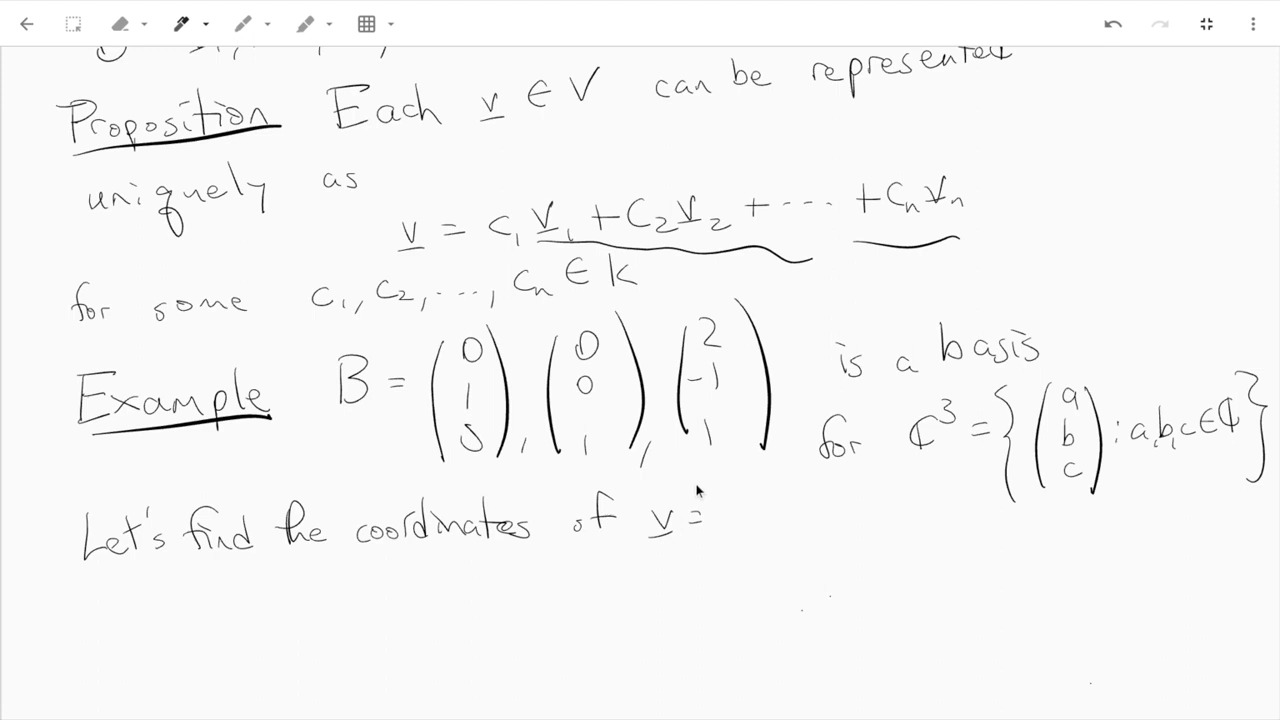 Proposition Each v ∈ V can be represented
uniquely as
v = c₁v₁ + c₂v₂ + ... + cₙvₙ
for some c₁, c₂, ..., cₙ ∈ k
Example B = (0 1 0), (0 0 1), (2 -1 1) is a basis
for ℂ³ = {(a b c) : a,b,c ∈ ℂ}
Let's find the coordinates of v =